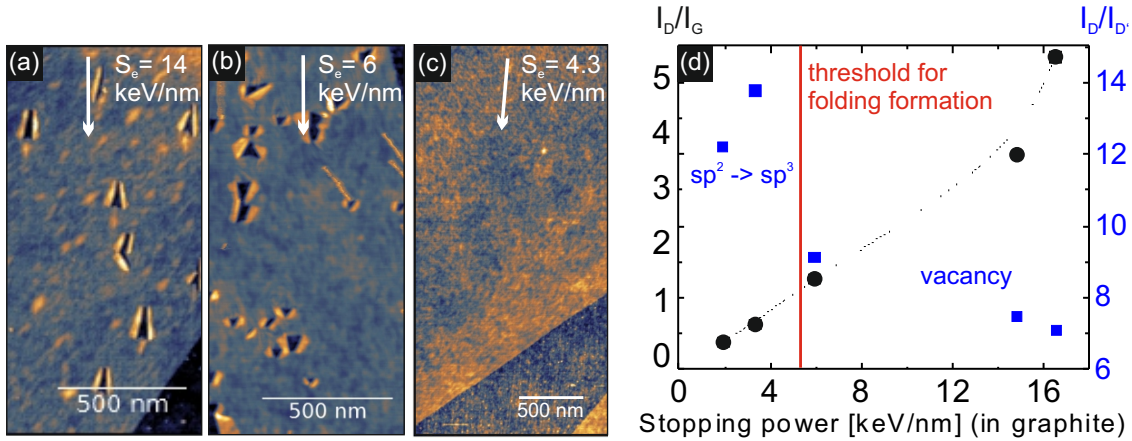 (a)
S_e = 14
keV/nm
500 nm
(b)
S_e = 6
keV/nm
500 nm
(c)
S_e = 4.3
keV/nm
500 nm
I_D/I_G
I_D/I_D'
(d)
threshold for
folding formation
sp² -> sp³
vacancy
5
4
5
2
1
0
14
12
10
8
6
0
4
8
12
16
Stopping power [keV/nm] (in graphite)